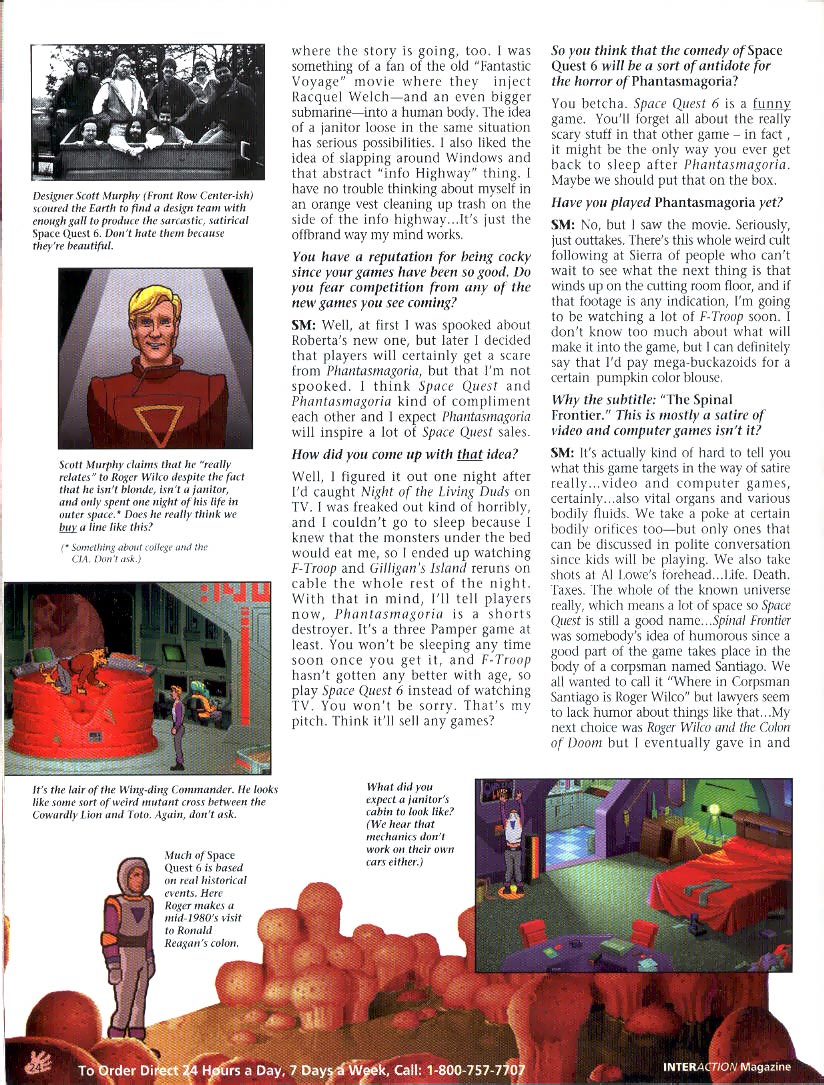 Designer Scott Murphy (Front Row Center-ish)
scoured the Earth to find a design team with
enough gall to produce the sarcastic, satirical
Space Quest 6. Don't hate them because
they're beautiful.
Scott Murphy claims that he "really
relates" to Roger Wilco despite the fact
that he isn't blonde, isn't a janitor,
and only spent one night of his life in
outer space.* Does he really think we
buy a line like this?
(* Something about college and the
CIA. Don't ask.)
It's the lair of the Wing-ding Commander. He looks
like some sort of weird mutant cross between the
Cowardly Lion and Toto. Again, don't ask.
Much of Space
Quest 6 is based
on real historical
events. Here
Roger makes a
mid-1980's visit
to Ronald
Reagan's colon.
where the story is going, too. I was
something of a fan of the old "Fantastic
Voyage" movie where they inject
Racquel Welch—and an even bigger
submarine—into a human body. The idea
of a janitor loose in the same situation
has serious possibilities. I also liked the
idea of slapping around Windows and
that abstract "info Highway" thing. I
have no trouble thinking about myself in
an orange vest cleaning up trash on the
side of the info highway...It's just the
offbrand way my mind works.
You have a reputation for being cocky
since your games have been so good. Do
you fear competition from any of the
new games you see coming?
SM: Well, at first I was spooked about
Roberta's new one, but later I decided
that players will certainly get a scare
from Phantasmagoria, but that I'm not
spooked. I think Space Quest and
Phantasmagoria kind of compliment
each other and I expect Phantasmagoria
will inspire a lot of Space Quest sales.
How did you come up with that idea?
Well, I figured it out one night after
I'd caught Night of the Living Duds on
TV. I was freaked out kind of horribly,
and I couldn't go to sleep because I
knew that the monsters under the bed
would eat me, so I ended up watching
F-Troop and Gilligan's Island reruns on
cable the whole rest of the night.
With that in mind, I'll tell players
now, Phantasmagoria is a shorts
destroyer. It's a three Pamper game at
least. You won't be sleeping any time
soon once you get it, and F-Troop
hasn't gotten any better with age, so
play Space Quest 6 instead of watching
TV. You won't be sorry. That's my
pitch. Think it'll sell any games?
What did you
expect a janitor's
cabin to look like?
(We hear that
mechanics don't
work on their own
cars either.)
So you think that the comedy of Space
Quest 6 will be a sort of antidote for
the horror of Phantasmagoria?
You betcha. Space Quest 6 is a funny
game. You'll forget all about the really
scary stuff in that other game – in fact ,
it might be the only way you ever get
back to sleep after Phantasmagoria.
Maybe we should put that on the box.
Have you played Phantasmagoria yet?
SM: No, but I saw the movie. Seriously,
just outtakes. There's this whole weird cult
following at Sierra of people who can't
wait to see what the next thing is that
winds up on the cutting room floor, and if
that footage is any indication, I'm going
to be watching a lot of F-Troop soon. I
don't know too much about what will
make it into the game, but I can definitely
say that I'd pay mega-buckazoids for a
certain pumpkin color blouse.
Why the subtitle: "The Spinal
Frontier." This is mostly a satire of
video and computer games isn't it?
SM: It's actually kind of hard to tell you
what this game targets in the way of satire
really...video and computer games,
certainly...also vital organs and various
bodily fluids. We take a poke at certain
bodily orifices too—but only ones that
can be discussed in polite conversation
since kids will be playing. We also take
shots at Al Lowe's forehead...Life. Death.
Taxes. The whole of the known universe
really, which means a lot of space so Space
Quest is still a good name...Spinal Frontier
was somebody's idea of humorous since a
good part of the game takes place in the
body of a corpsman named Santiago. We
all wanted to call it "Where in Corpsman
Santiago is Roger Wilco" but lawyers seem
to lack humor about things like that...My
next choice was Roger Wilco and the Colon
of Doom but I eventually gave in and
24
To Order Direct 24 Hours a Day, 7 Days a Week, Call: 1-800-757-7707
INTERACTION Magazine